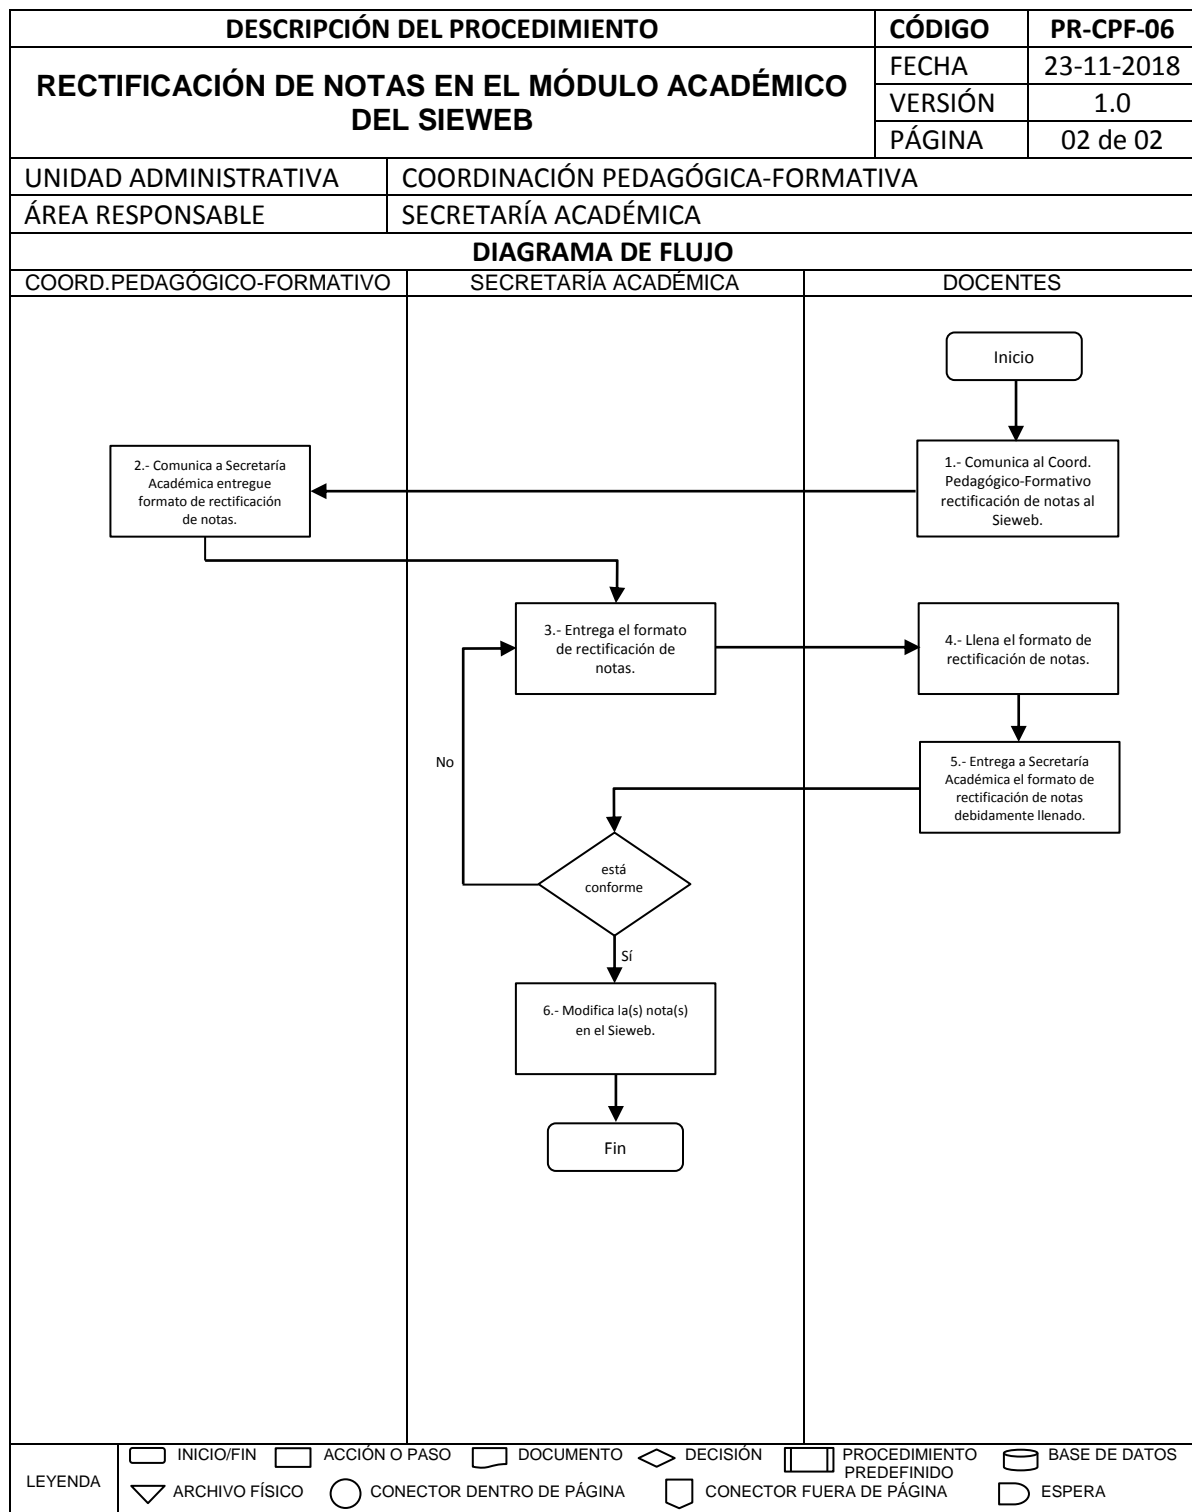 DESCRIPCIÓN DEL PROCEDIMIENTO
CÓDIGO
PR-CPF-06
RECTIFICACIÓN DE NOTAS EN EL MÓDULO ACADÉMICO
DEL SIEWEB
FECHA
23-11-2018
VERSIÓN
1.0
PÁGINA
02 de 02
UNIDAD ADMINISTRATIVA
COORDINACIÓN PEDAGÓGICA-FORMATIVA
ÁREA RESPONSABLE
SECRETARÍA ACADÉMICA
DIAGRAMA DE FLUJO
COORD.PEDAGÓGICO-FORMATIVO
SECRETARÍA ACADÉMICA
DOCENTES
Inicio
1.- Comunica al Coord.
Pedagógico-Formativo
rectificación de notas al
Sieweb.
2.- Comunica a Secretaría
Académica entregue
formato de rectificación
de notas.
3.- Entrega el formato
de rectificación de
notas.
4.- Llena el formato de
rectificación de notas.
5.- Entrega a Secretaría
Académica el formato de
rectificación de notas
debidamente llenado.
No
está
conforme
Sí
6.- Modifica la(s) nota(s)
en el Sieweb.
Fin
LEYENDA
INICIO/FIN
ACCIÓN O PASO
DOCUMENTO
DECISIÓN
PROCEDIMIENTO
PREDEFINIDO
BASE DE DATOS
ARCHIVO FÍSICO
CONECTOR DENTRO DE PÁGINA
CONECTOR FUERA DE PÁGINA
ESPERA